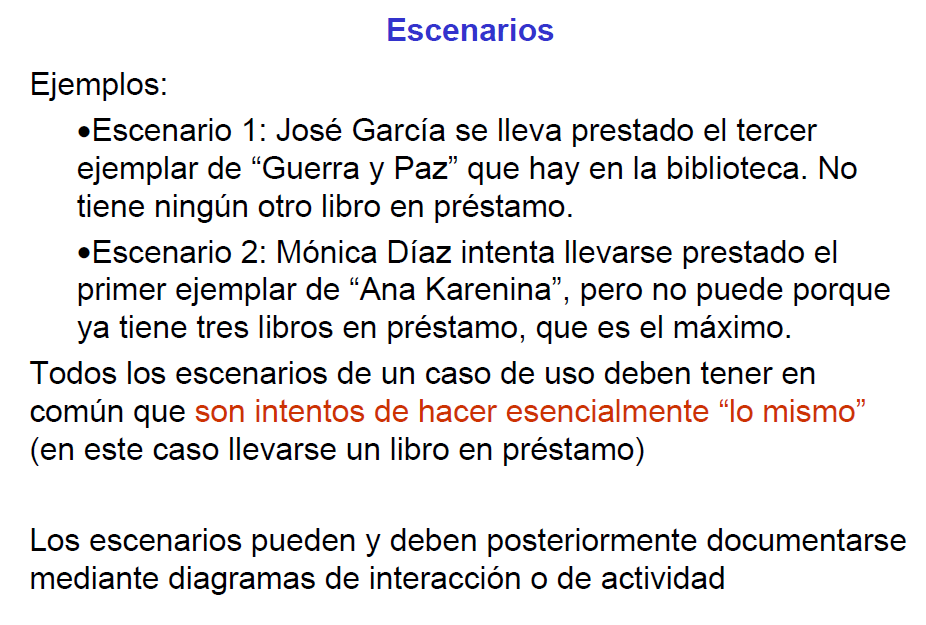 Escenarios
Ejemplos:
•Escenario 1: José García se lleva prestado el tercer
ejemplar de “Guerra y Paz” que hay en la biblioteca. No
tiene ningún otro libro en préstamo.
•Escenario 2: Mónica Díaz intenta llevarse prestado el
primer ejemplar de “Ana Karenina”, pero no puede porque
ya tiene tres libros en préstamo, que es el máximo.
Todos los escenarios de un caso de uso deben tener en
común que son intentos de hacer esencialmente “lo mismo”
(en este caso llevarse un libro en préstamo)
Los escenarios pueden y deben posteriormente documentarse
mediante diagramas de interacción o de actividad